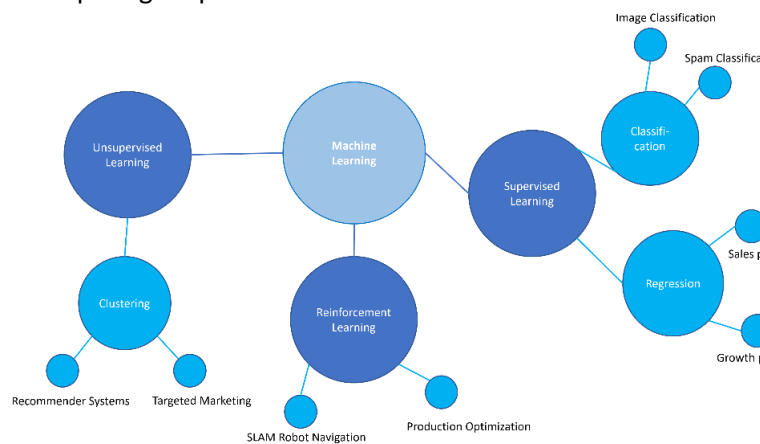 Image Classification
Spam Classifica
Classifi-
cation
Unsupervised
Learning
Machine
Learning
Supervised
Learning
Sales p
Regression
Clustering
Reinforcement
Learning
Growth p
Recommender Systems
Targeted Marketing
Production Optimization
SLAM Robot Navigation